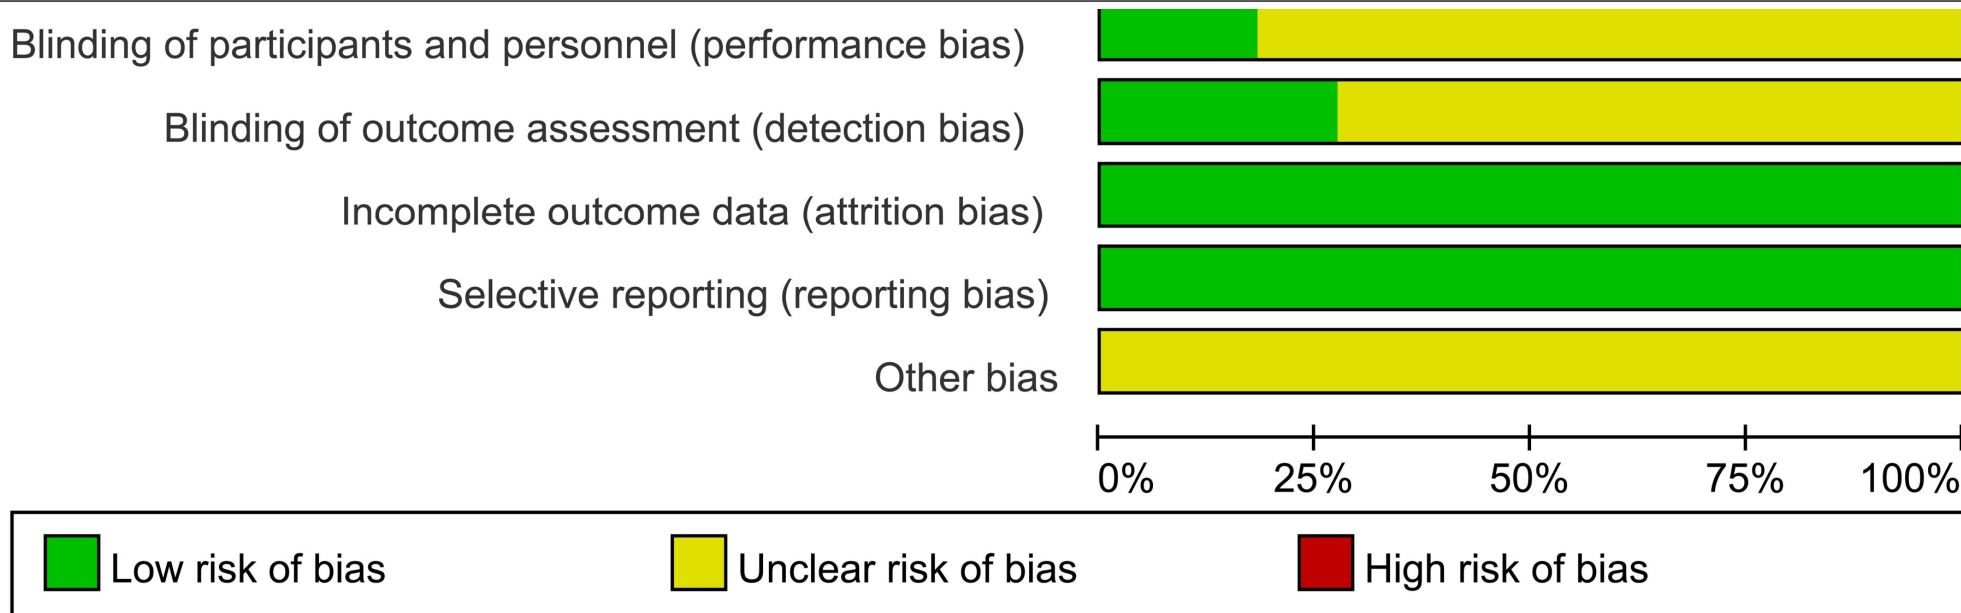 Blinding of participants and personnel (performance bias)
Blinding of outcome assessment (detection bias)
Incomplete outcome data (attrition bias)
Selective reporting (reporting bias)
Other bias
0% 25% 50% 75% 100%
Low risk of bias Unclear risk of bias High risk of bias